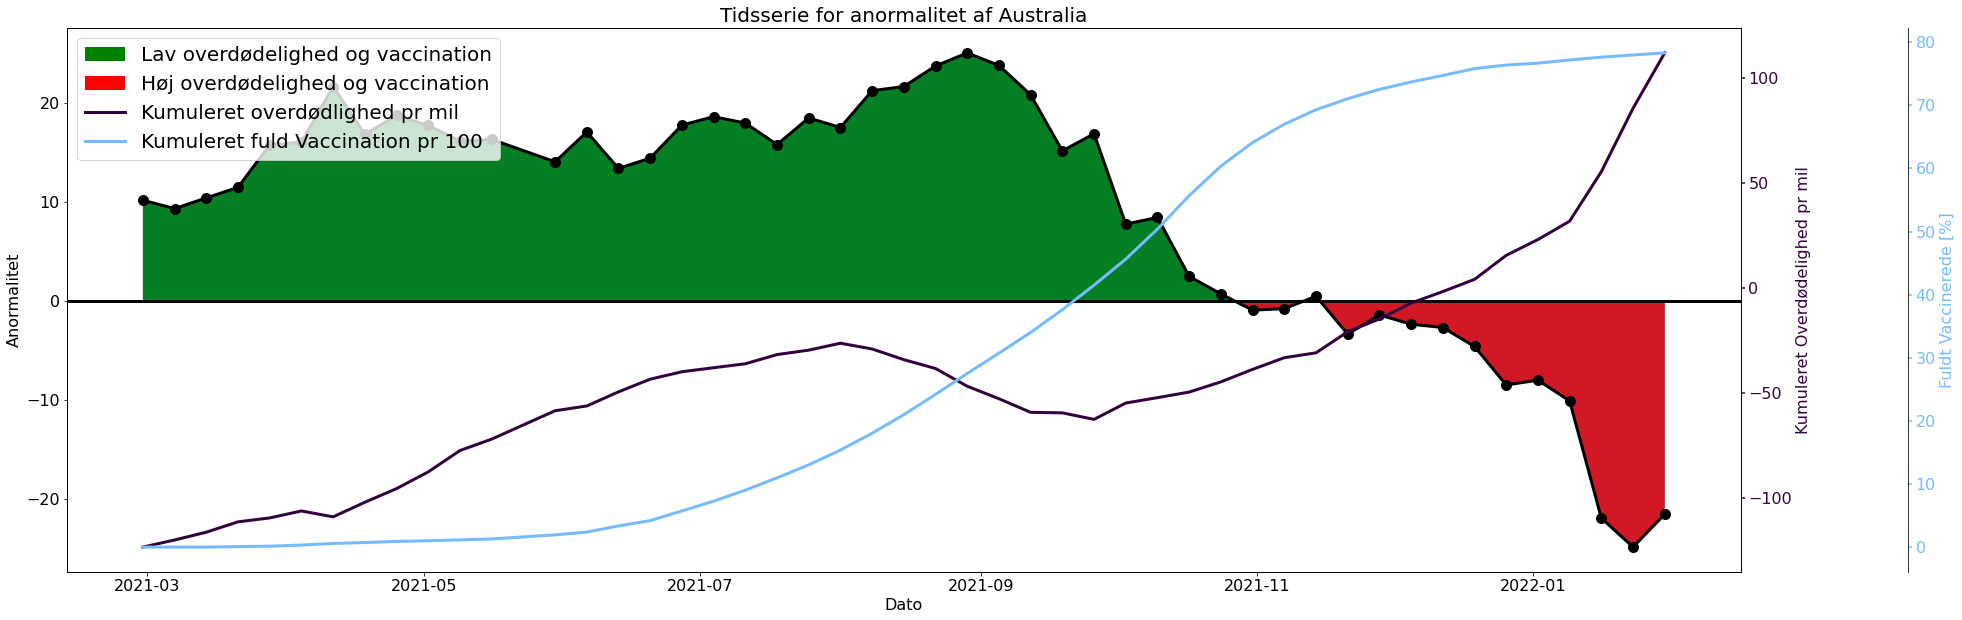 Tidsserie for anormalitet af Australia
Lav overdødelighed og vaccination
Høj overdødelighed og vaccination
Kumuleret overdødlighed pr mil
Kumuleret fuld Vaccination pr 100
Anormalitet
20
10
0
−10
−20
2021-03
2021-05
2021-07
2021-09
2021-11
2022-01
Dato
100
50
0
−50
−100
Kumuleret Overdødelighed pr mil
80
70
60
50
40
30
20
10
0
Fuldt Vaccinerede [%]